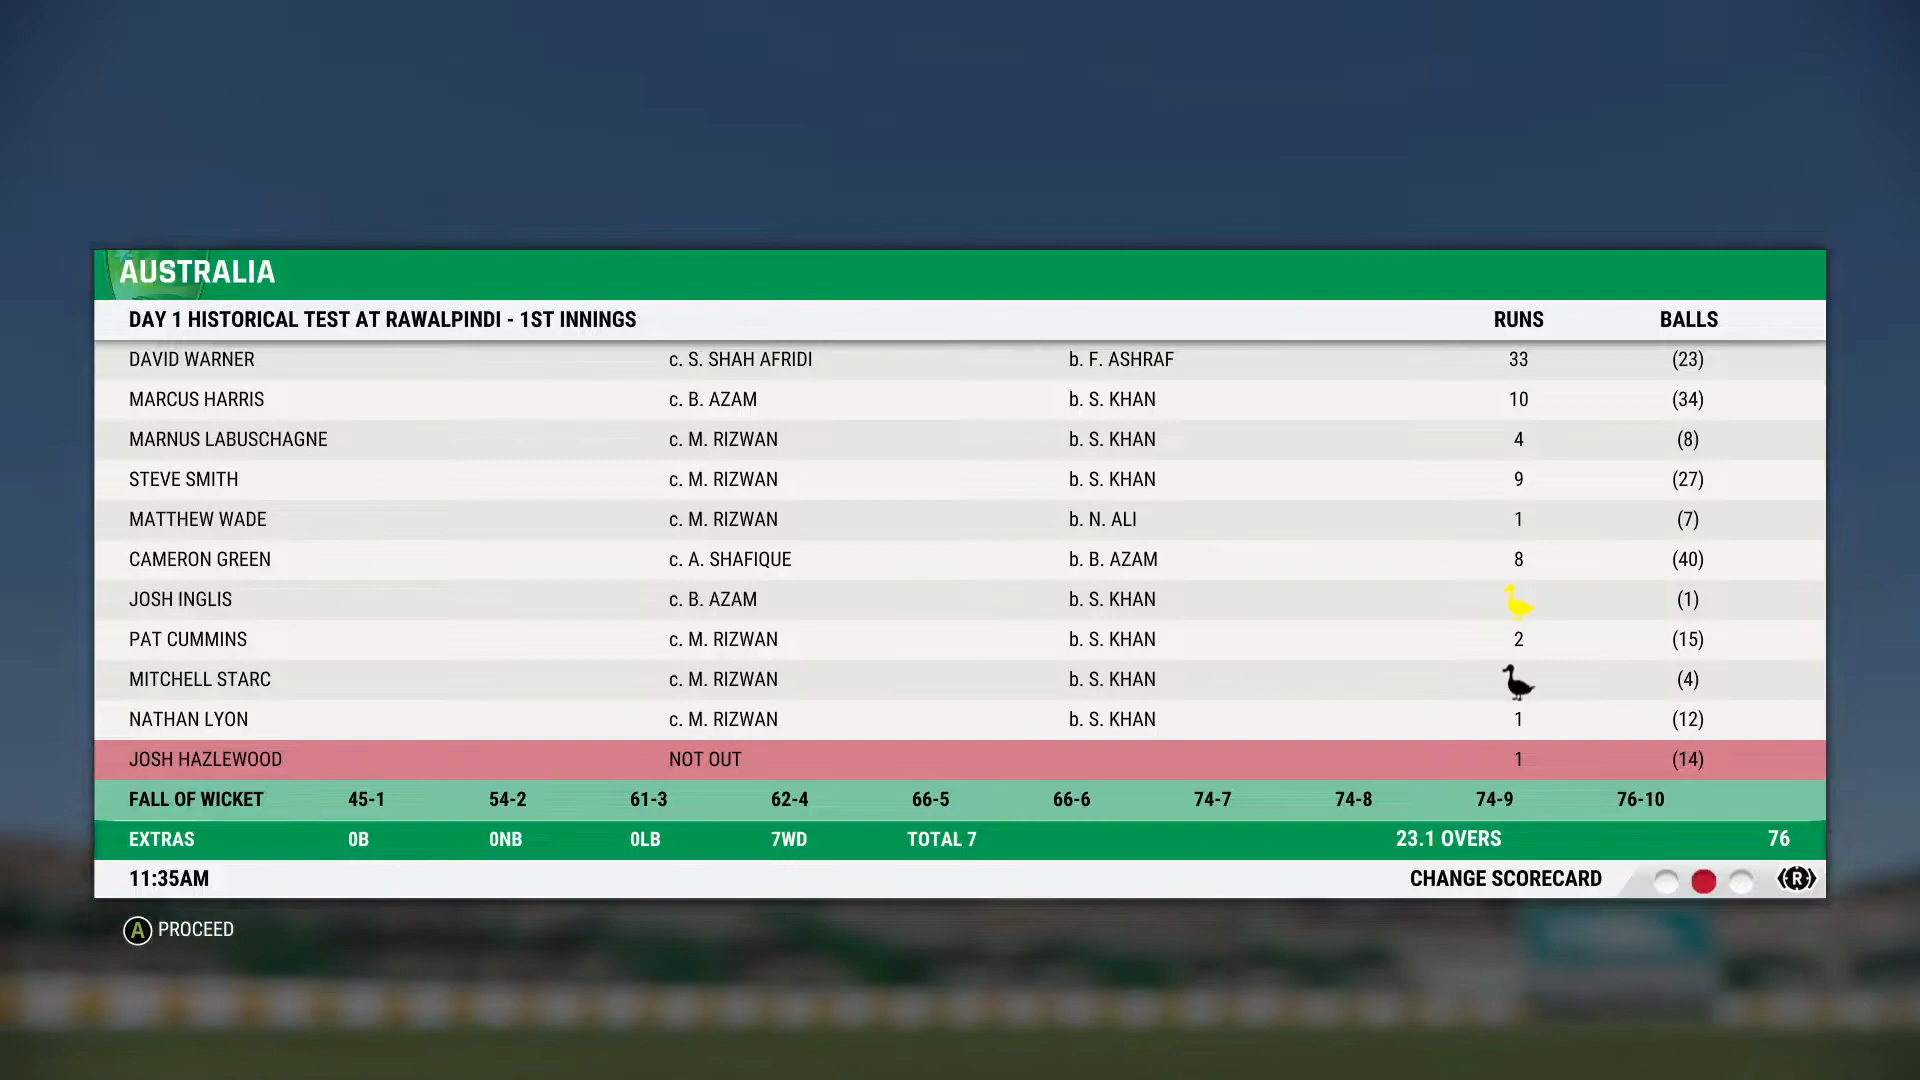 AUSTRALIA
DAY 1 HISTORICAL TEST AT RAWALPINDI - 1ST INNINGS RUNS BALLS
DAVID WARNER c. S. SHAH AFRIDI b. F. ASHRAF 33 (23)
MARCUS HARRIS c. B. AZAM b. S. KHAN 10 (34)
MARNUS LABUSCHAGNE c. M. RIZWAN b. S. KHAN 4 (8)
STEVE SMITH c. M. RIZWAN b. S. KHAN 9 (27)
MATTHEW WADE c. M. RIZWAN b. N. ALI 1 (7)
CAMERON GREEN c. A. SHAFIQUE b. B. AZAM 8 (40)
JOSH INGLIS c. B. AZAM b. S. KHAN (1)
PAT CUMMINS c. M. RIZWAN b. S. KHAN 2 (15)
MITCHELL STARC c. M. RIZWAN b. S. KHAN (4)
NATHAN LYON c. M. RIZWAN b. S. KHAN 1 (12)
JOSH HAZLEWOOD NOT OUT 1 (14)
FALL OF WICKET 45-1 54-2 61-3 62-4 66-5 66-6 74-7 74-8 74-9 76-10
EXTRAS 0B 0NB 0LB 7WD TOTAL 7 23.1 OVERS 76
11:35AM CHANGE SCORECARD R
A PROCEED